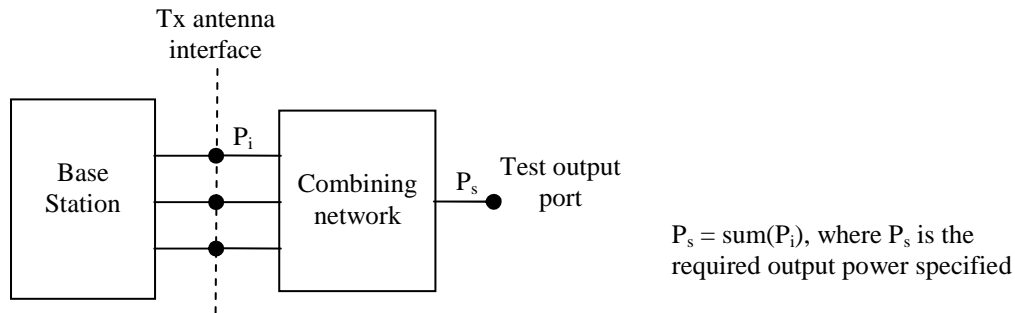 Tx antenna
interface
P_i
Base
Station
Combining
network
P_s
Test output
port
P_s = sum(P_i), where P_s is the
required output power specified